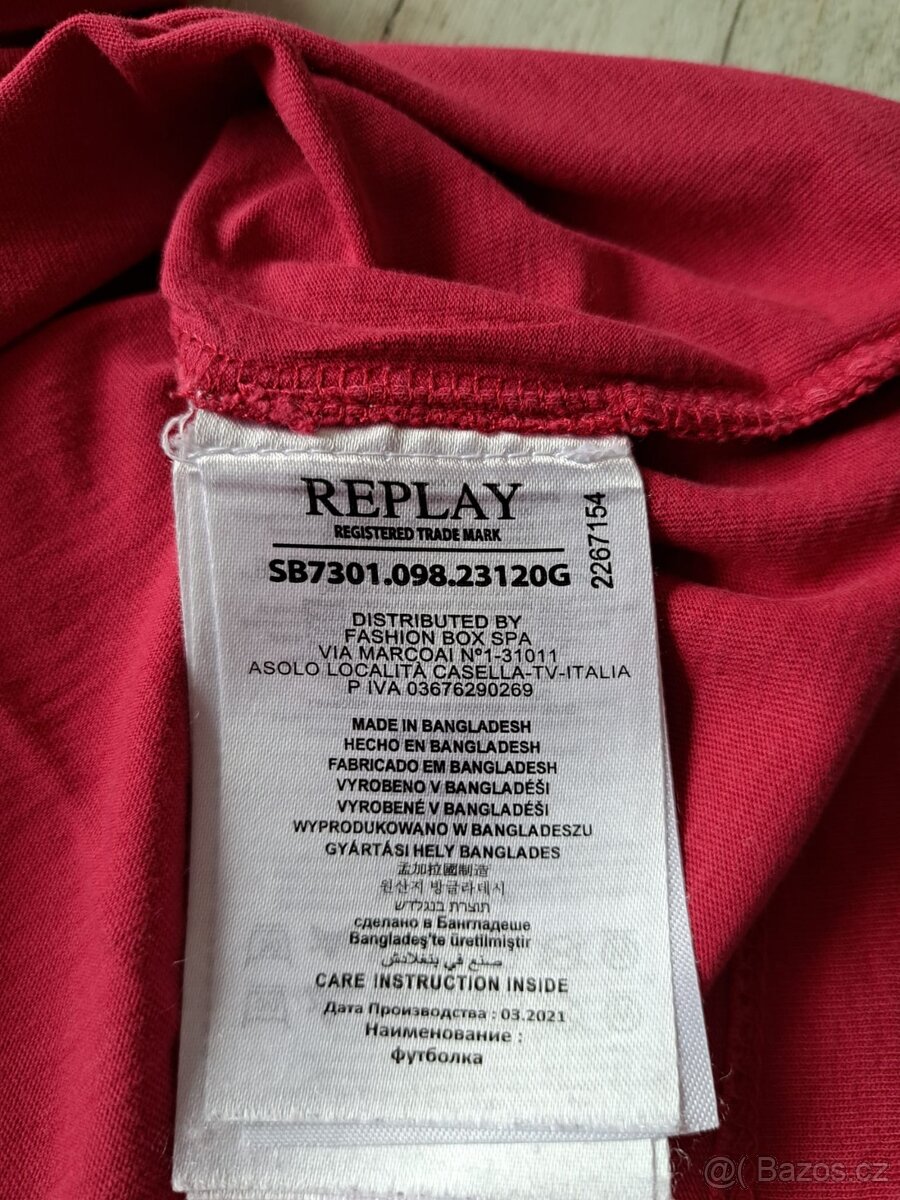 REPLAY
REGISTERED TRADE MARK
SB7301.098.23120G
2267154
DISTRIBUTED BY
FASHION BOX SPA
VIA MARCOAI N°1-31011
ASOLO LOCALITÀ CASELLA-TV-ITALIA
P IVA 03676290269
MADE IN BANGLADESH
HECHO EN BANGLADESH
FABRICADO EM BANGLADESH
VYROBENO V BANGLADÉŠI
VYROBENÉ V BANGLADÉŠI
WYPRODUKOWANO W BANGLADESZU
GYÁRTÁSI HELY BANGLADES
孟加拉國制造
원산지 방글라데시
תוצרת בנגלדש
сделано в Бангладеше
Bangladeş'te üretilmiştir
صنع في بنغلادش
CARE INSTRUCTION INSIDE
Дата Производства : 03.2021
Наименование :
футболка
@( Bazos.cz